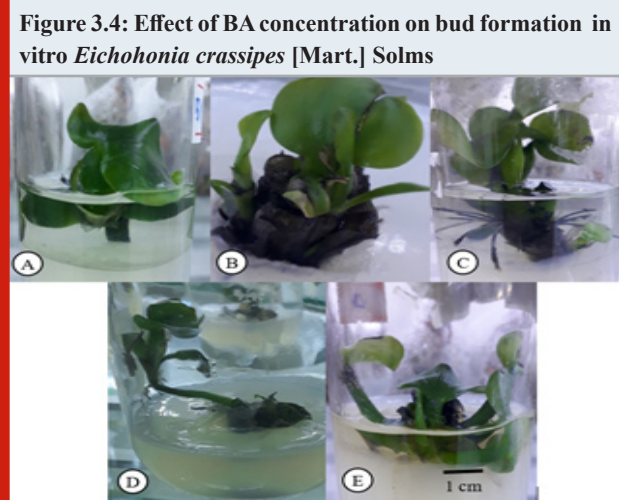 Figure 3.4: Effect of BA concentration on bud formation in
vitro Eichohonia crassipes [Mart.] Solms
A
B
C
D
E
1 cm